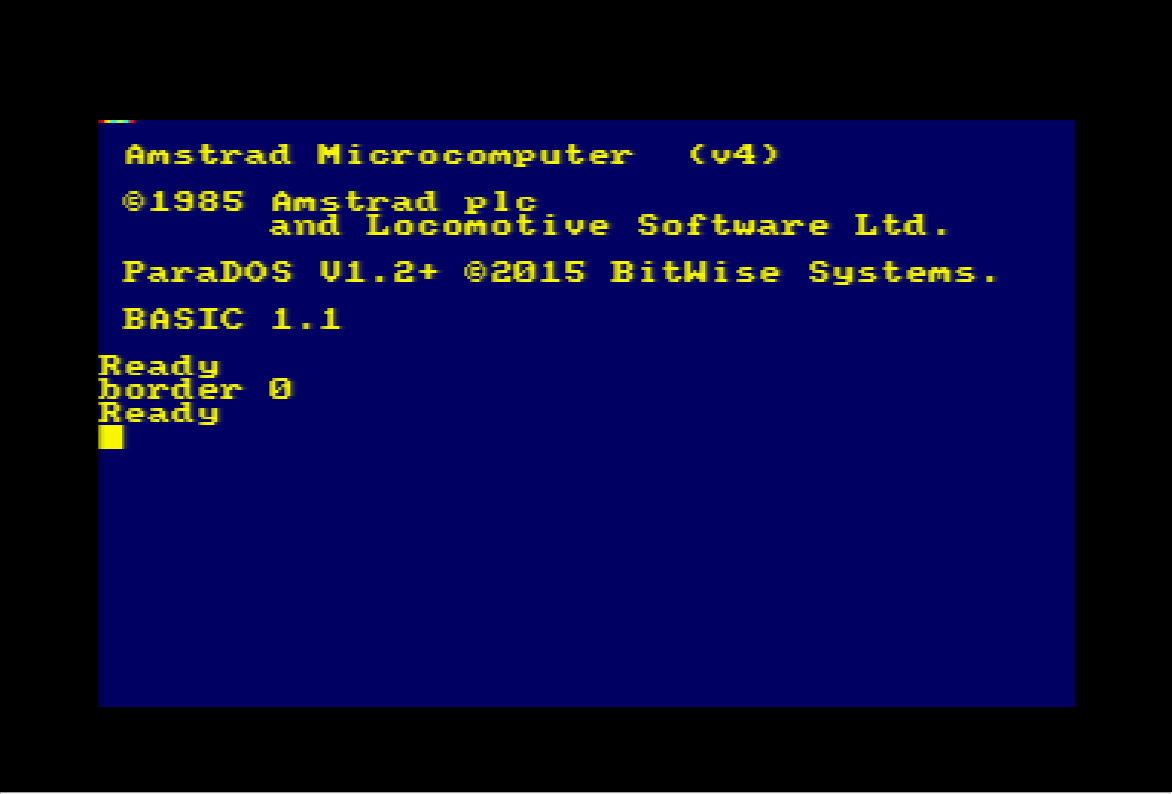 Amstrad Microcomputer  (v4)
©1985 Amstrad plc
and Locomotive Software Ltd.
ParaDOS V1.2+ ©2015 BitWise Systems.
BASIC 1.1
Ready
border 0
Ready